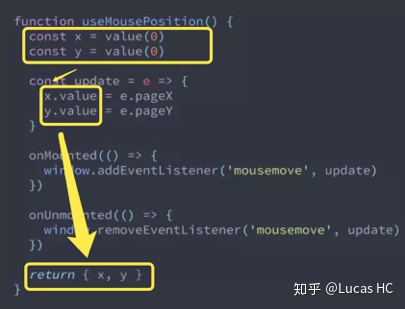 function useMousePosition() {
const x = value(0)
const y = value(0)
const update = e => {
x.value = e.pageX
y.value = e.pageY
}
onMounted(() => {
window.addEventListener('mousemove', update)
})
onUnmounted(() => {
window.removeEventListener('mousemove', update)
})
return { x, y }
}
知乎 @Lucas HC